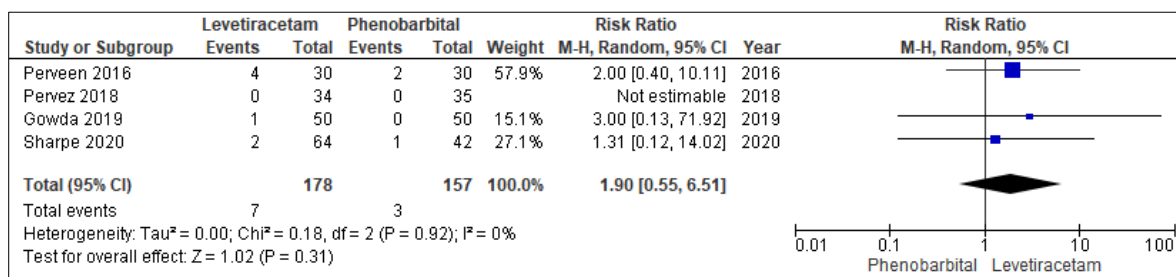 Levetiracetam Phenobarbital Risk Ratio Risk Ratio
Study or Subgroup Events Total Events Total Weight M-H, Random, 95% CI Year M-H, Random, 95% CI
Perveen 2016 4 30 2 30 57.9% 2.00 [0.40, 10.11] 2016
Pervez 2018 0 34 0 35 Not estimable 2018
Gowda 2019 1 50 0 50 15.1% 3.00 [0.13, 71.92] 2019
Sharpe 2020 2 64 1 42 27.1% 1.31 [0.12, 14.02] 2020
Total (95% CI) 178 157 100.0% 1.90 [0.55, 6.51]
Total events 7 3
Heterogeneity: Tau² = 0.00; Chi² = 0.18, df = 2 (P = 0.92); I² = 0%
Test for overall effect: Z = 1.02 (P = 0.31)
0.01 0.1 1 10 100
Phenobarbital Levetiracetam